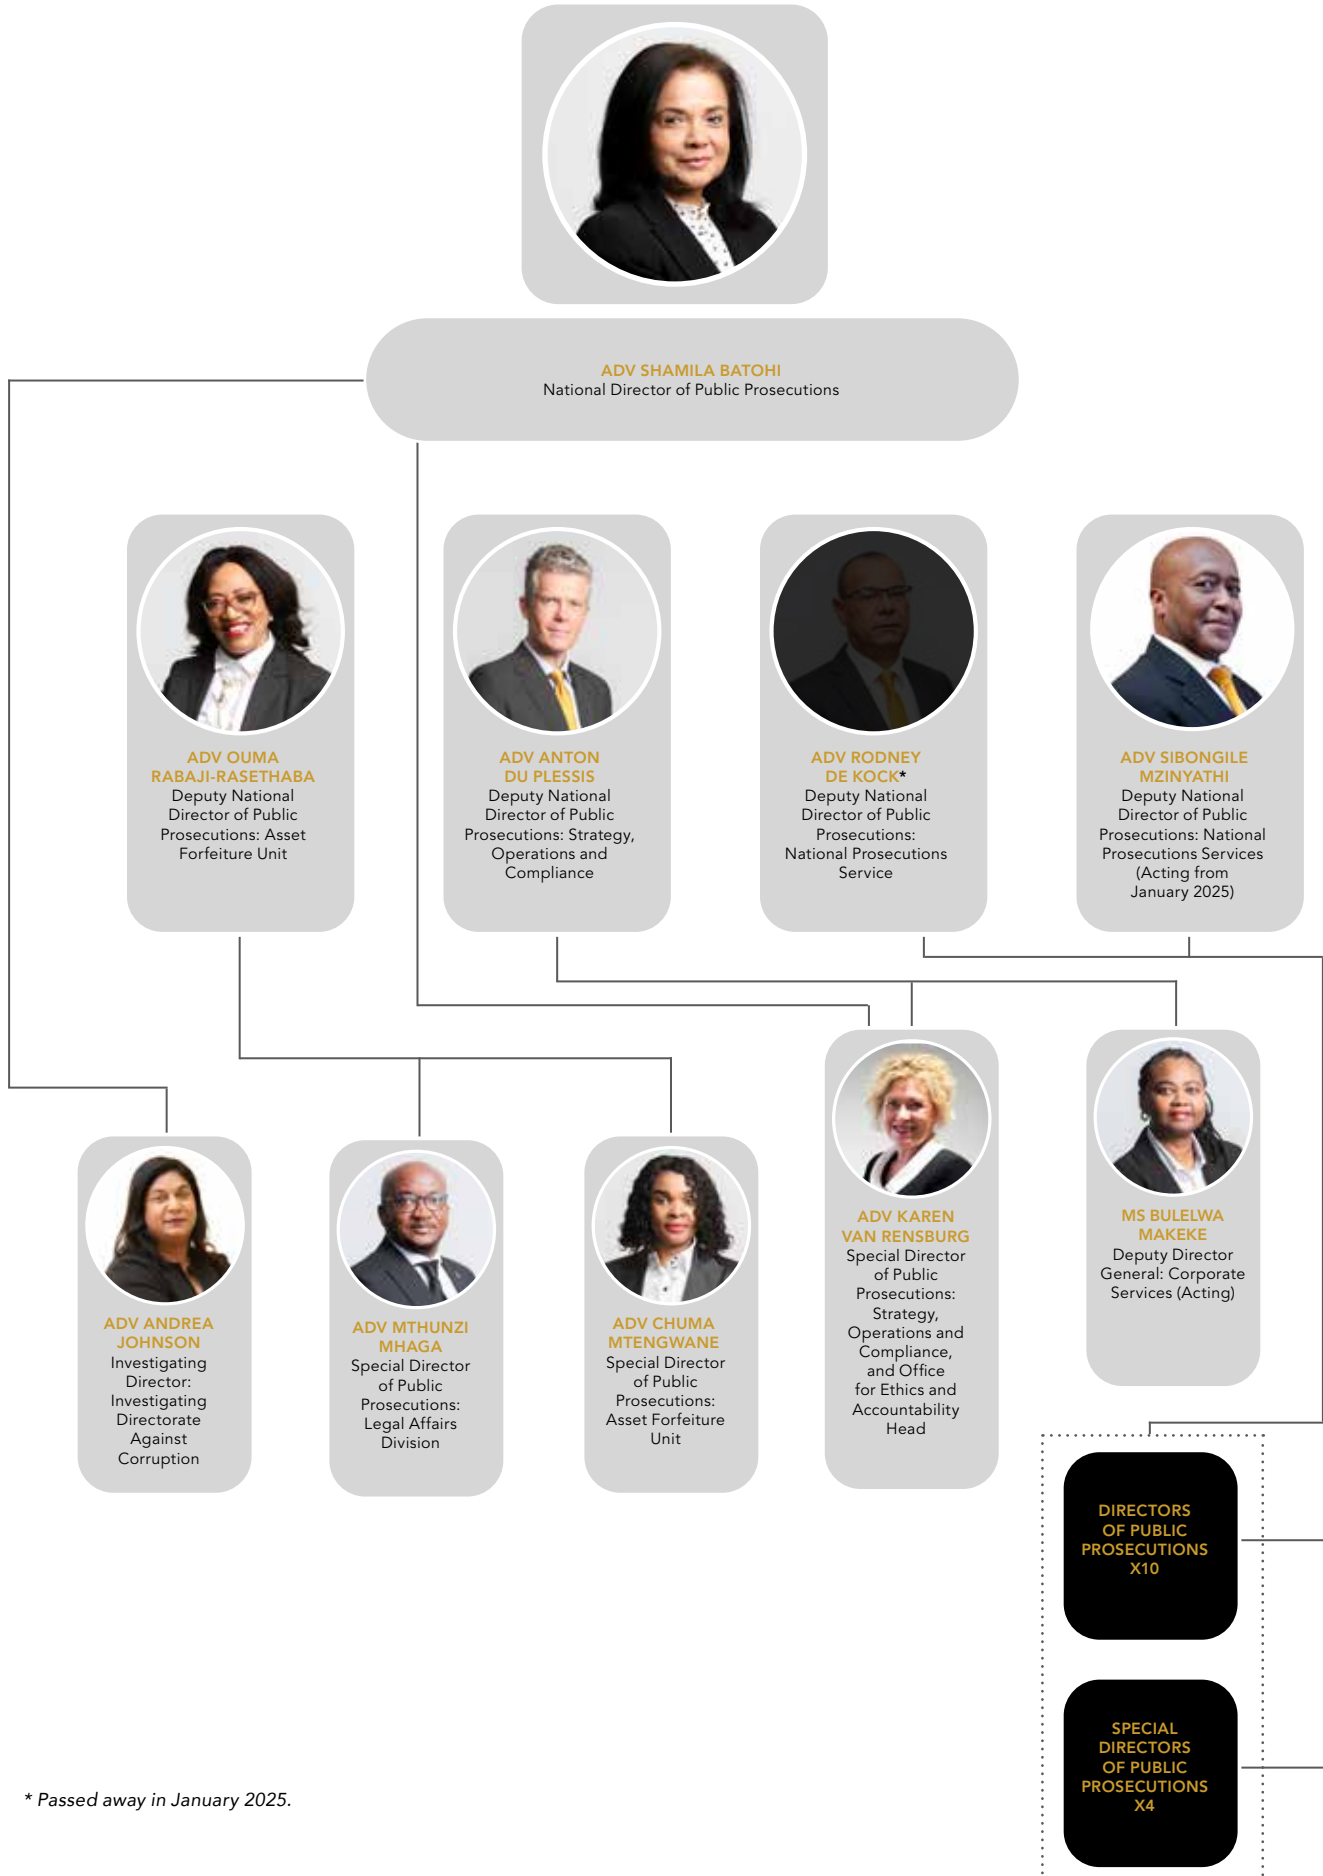 ADV SHAMILA BATOHI
National Director of Public Prosecutions
ADV OUMA
RABAJI-RASETHABA
Deputy National
Director of Public
Prosecutions: Asset
Forfeiture Unit
ADV ANTON
DU PLESSIS
Deputy National
Director of Public
Prosecutions: Strategy,
Operations and
Compliance
ADV RODNEY
DE KOCK*
Deputy National
Director of Public
Prosecutions:
National Prosecutions
Service
ADV SIBONGILE
MZINYATHI
Deputy National
Director of Public
Prosecutions: National
Prosecutions Services
(Acting from
January 2025)
ADV ANDREA
JOHNSON
Investigating
Director:
Investigating
Directorate
Against
Corruption
ADV MTHUNZI
MHAGA
Special Director
of Public
Prosecutions:
Legal Affairs
Division
ADV CHUMA
MTENGWANE
Special Director
of Public
Prosecutions:
Asset Forfeiture
Unit
ADV KAREN
VAN RENSBURG
Special Director
of Public
Prosecutions:
Strategy,
Operations and
Compliance,
and Office
for Ethics and
Accountability
Head
MS BULELWA
MAKEKE
Deputy Director
General: Corporate
Services (Acting)
DIRECTORS
OF PUBLIC
PROSECUTIONS
X10
SPECIAL
DIRECTORS
OF PUBLIC
PROSECUTIONS
X4
* Passed away in January 2025.